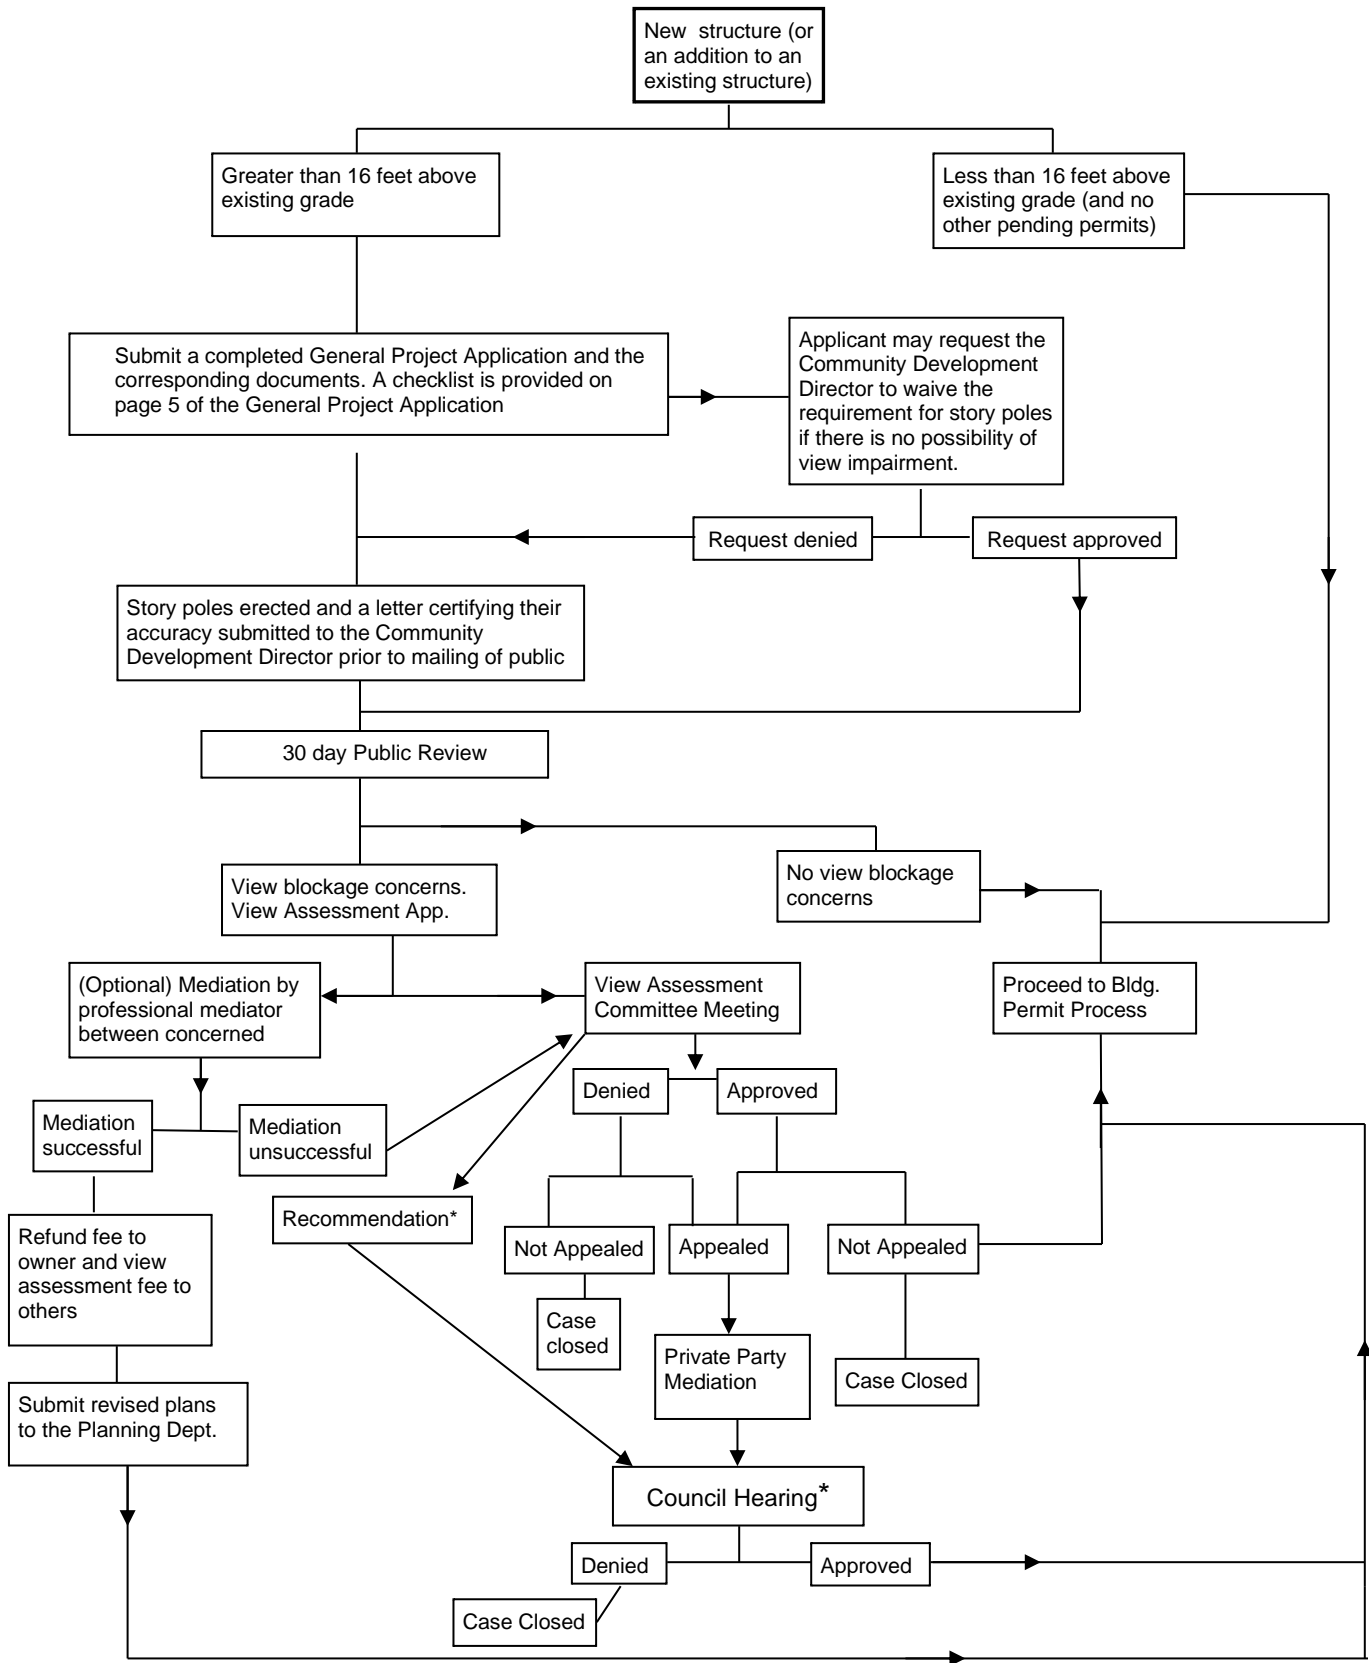 New structure (or
an addition to an
existing structure)
Greater than 16 feet above
existing grade
Less than 16 feet above
existing grade (and no
other pending permits)
Submit a completed General Project Application and the
corresponding documents. A checklist is provided on
page 5 of the General Project Application
Applicant may request the
Community Development
Director to waive the
requirement for story poles
if there is no possibility of
view impairment.
Request denied
Request approved
Story poles erected and a letter certifying their
accuracy submitted to the Community
Development Director prior to mailing of public
30 day Public Review
View blockage concerns.
View Assessment App.
No view blockage
concerns
(Optional) Mediation by
professional mediator
between concerned
View Assessment
Committee Meeting
Proceed to Bldg.
Permit Process
Denied
Approved
Mediation
successful
Mediation
unsuccessful
Recommendation*
Not Appealed
Appealed
Not Appealed
Refund fee to
owner and view
assessment fee to
others
Case
closed
Private Party
Mediation
Case Closed
Submit revised plans
to the Planning Dept.
Council Hearing*
Denied
Approved
Case Closed